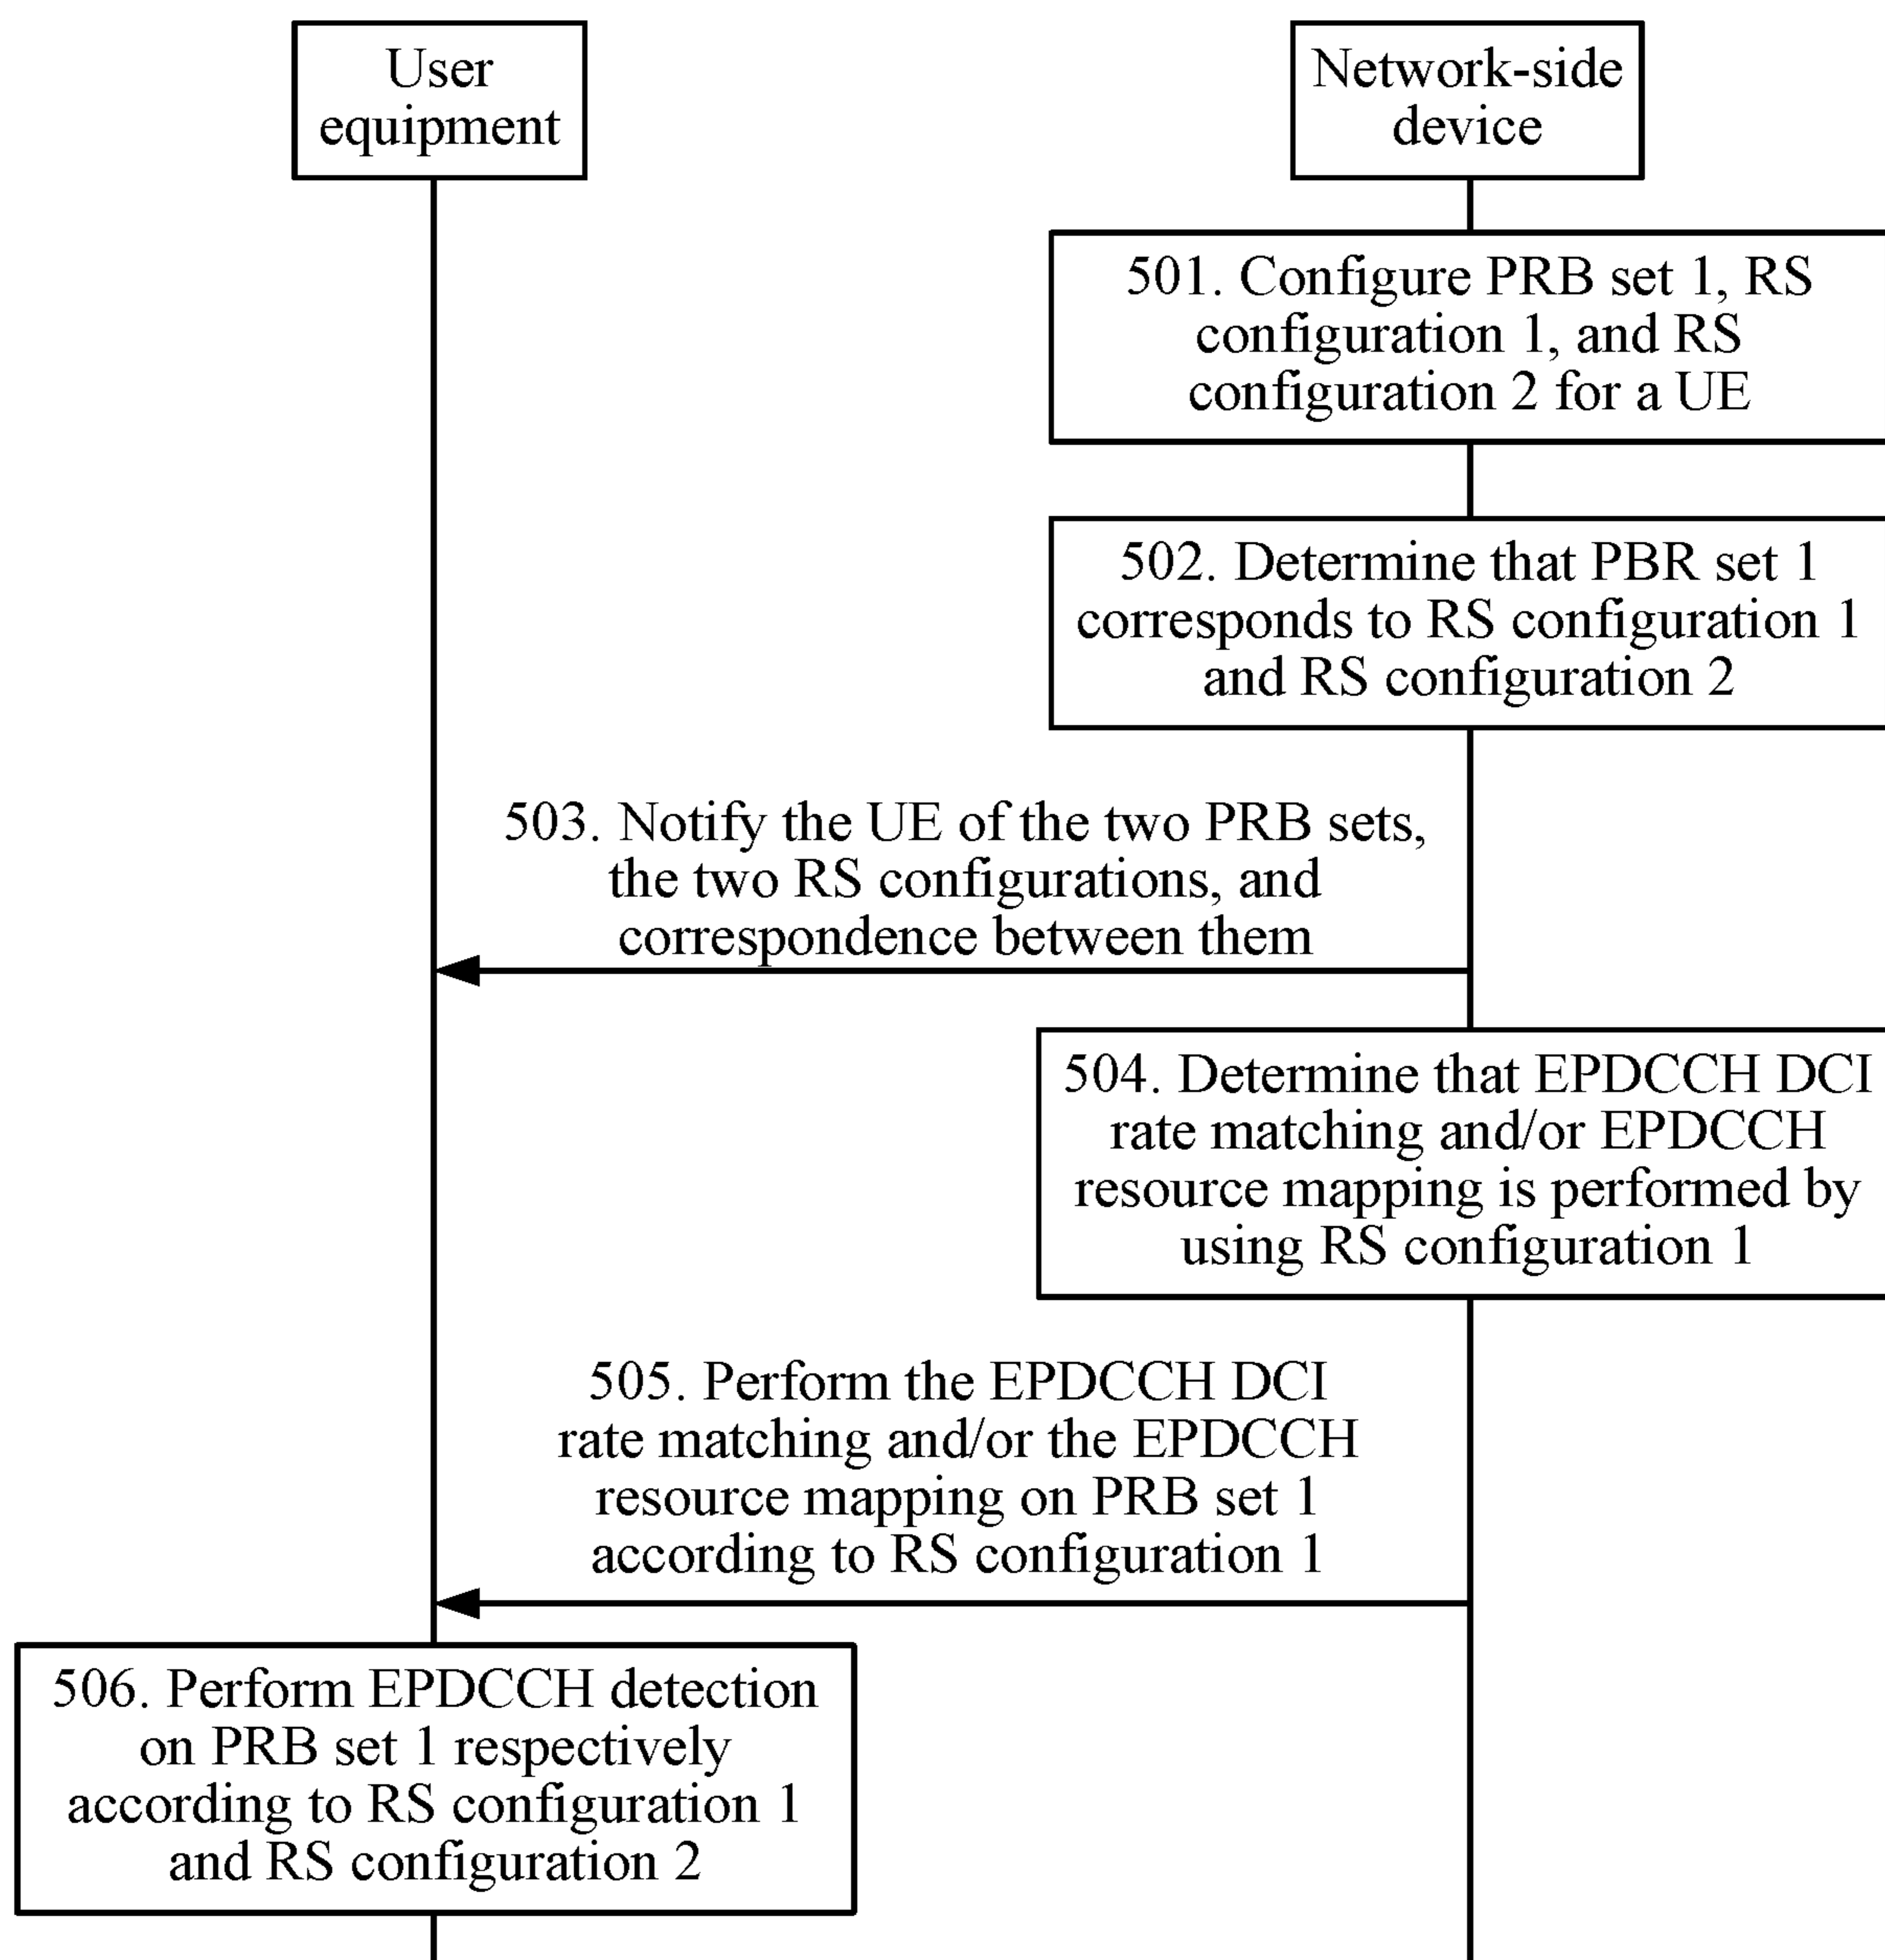 User
equipment
Network-side
device
501. Configure PRB set 1, RS
configuration 1, and RS
configuration 2 for a UE
502. Determine that PBR set 1
corresponds to RS configuration 1
and RS configuration 2
503. Notify the UE of the two PRB sets,
the two RS configurations, and
correspondence between them
504. Determine that EPDCCH DCI
rate matching and/or EPDCCH
resource mapping is performed by
using RS configuration 1
505. Perform the EPDCCH DCI
rate matching and/or the EPDCCH
resource mapping on PRB set 1
according to RS configuration 1
506. Perform EPDCCH detection
on PRB set 1 respectively
according to RS configuration 1
and RS configuration 2